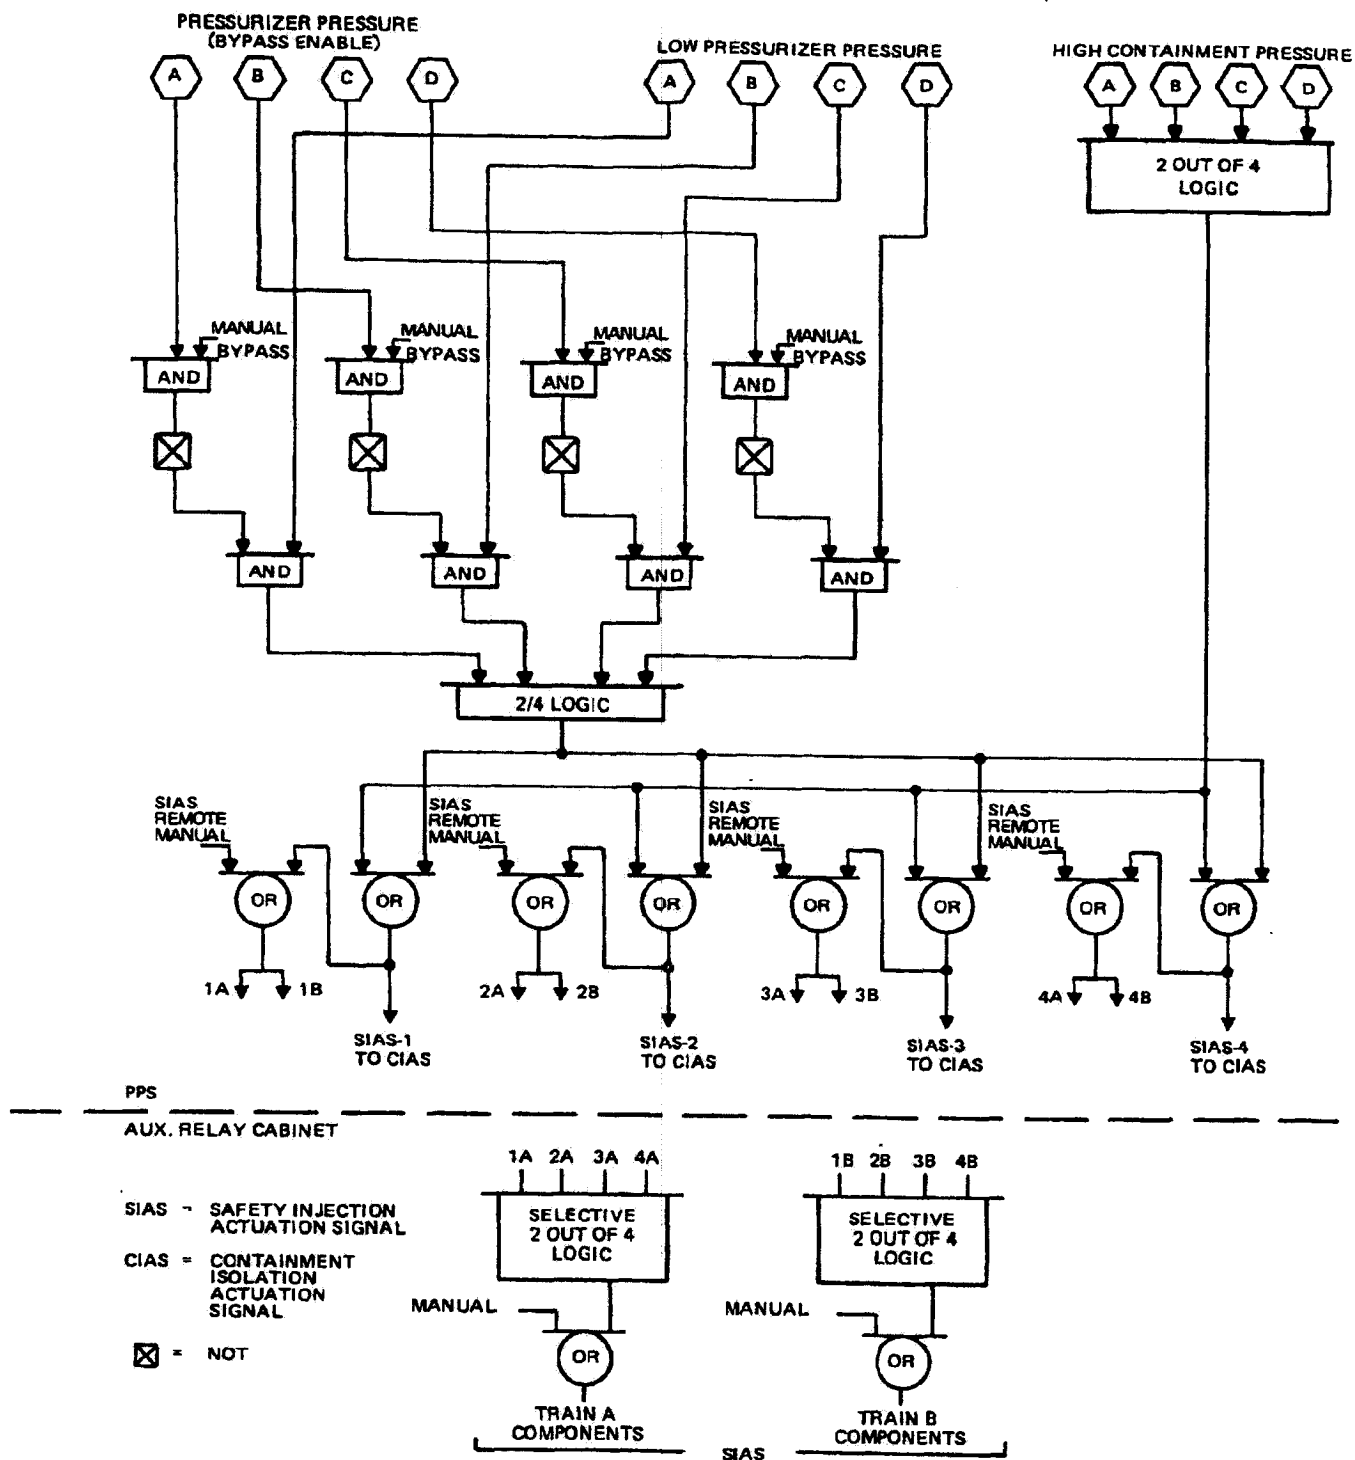 PRESSURIZER PRESSURE
(BYPASS ENABLE)
LOW PRESSURIZER PRESSURE
HIGH CONTAINMENT PRESSURE
A B C D
A B C D
A B C D
2 OUT OF 4
LOGIC
MANUAL
BYPASS
MANUAL
BYPASS
MANUAL
BYPASS
MANUAL
BYPASS
AND
AND
AND
AND
AND
AND
AND
AND
2/4 LOGIC
SIAS
REMOTE
MANUAL
SIAS
REMOTE
MANUAL
SIAS
REMOTE
MANUAL
SIAS
REMOTE
MANUAL
OR OR OR OR OR OR OR OR
1A 1B 2A 2B 3A 3B 4A 4B
SIAS-1
TO CIAS
SIAS-2
TO CIAS
SIAS-3
TO CIAS
SIAS-4
TO CIAS
PPS
AUX. RELAY CABINET
1A 2A 3A 4A
1B 2B 3B 4B
SIAS - SAFETY INJECTION
ACTUATION SIGNAL
CIAS = CONTAINMENT
ISOLATION
ACTUATION
SIGNAL
= NOT
SELECTIVE
2 OUT OF 4
LOGIC
SELECTIVE
2 OUT OF 4
LOGIC
MANUAL
MANUAL
OR
OR
TRAIN A
COMPONENTS
TRAIN B
COMPONENTS
SIAS